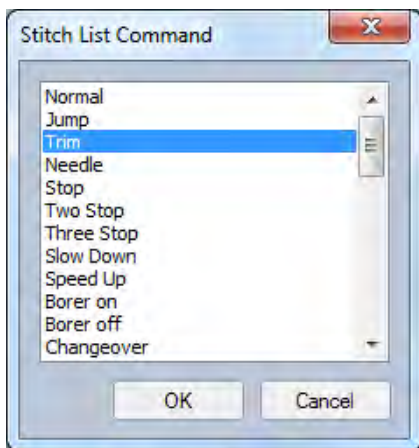 Stitch List Command
Normal
Jump
Trim
Needle
Stop
Two Stop
Three Stop
Slow Down
Speed Up
Borer on
Borer off
Changeover
OK
Cancel